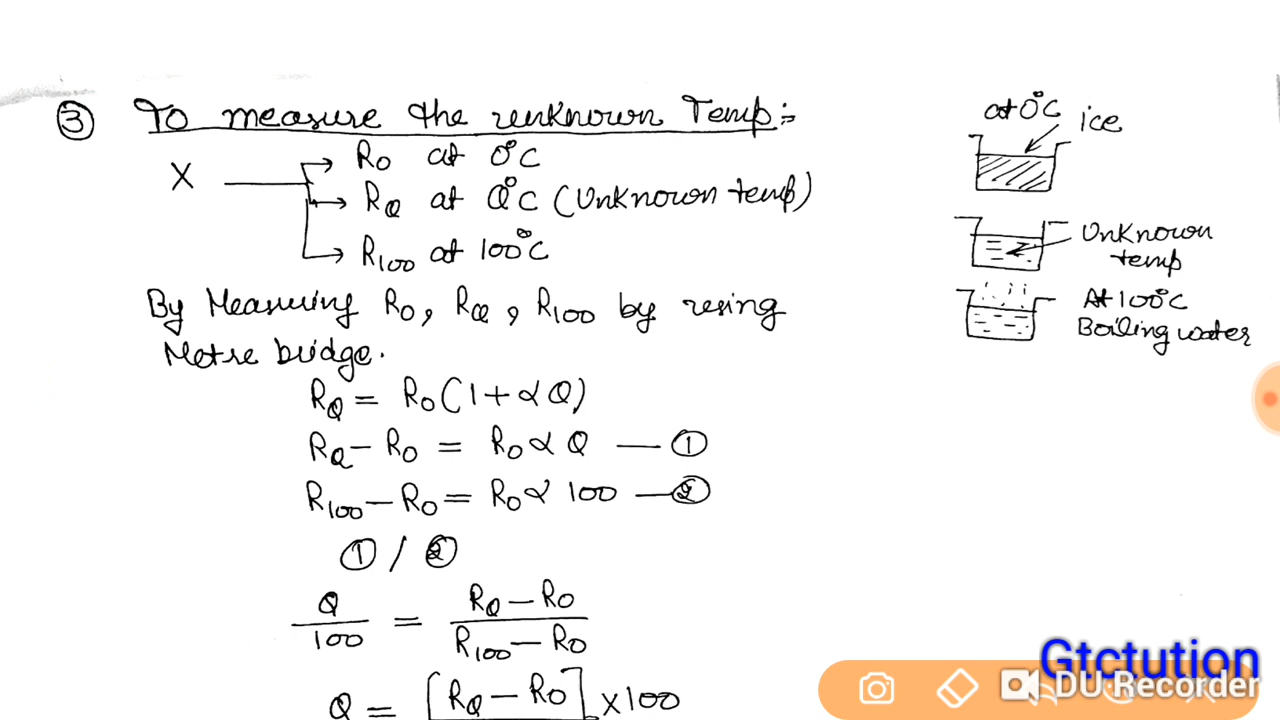 ③ To measure the unknown Temp:-
X → R0 at 0°C
→ Rθ at θ°C (Unknown temp)
→ R100 at 100°C
By Measuring R0, Rθ, R100 by using
Metre bridge.
Rθ = R0(1+αθ)
Rθ - R0 = R0αθ — ①
R100 - R0 = R0α 100 — ②
① / ②
θ/100 = (Rθ - R0)/(R100 - R0)
θ = [Rθ - R0] ×100
at 0°C ice
Unknown
temp
At 100°C
Boiling water
Gtctution
DU Recorder